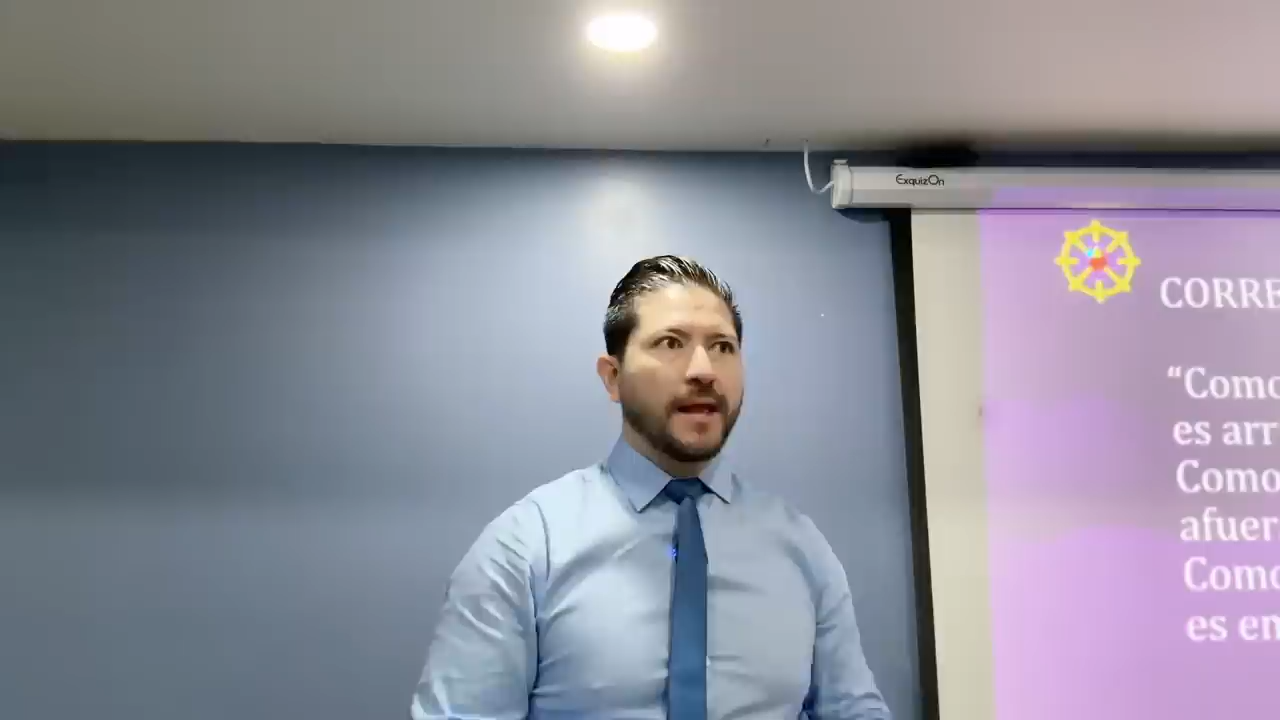 ExquizOn
CORRE
“Como
es arr
Como
afuer
Como
es en